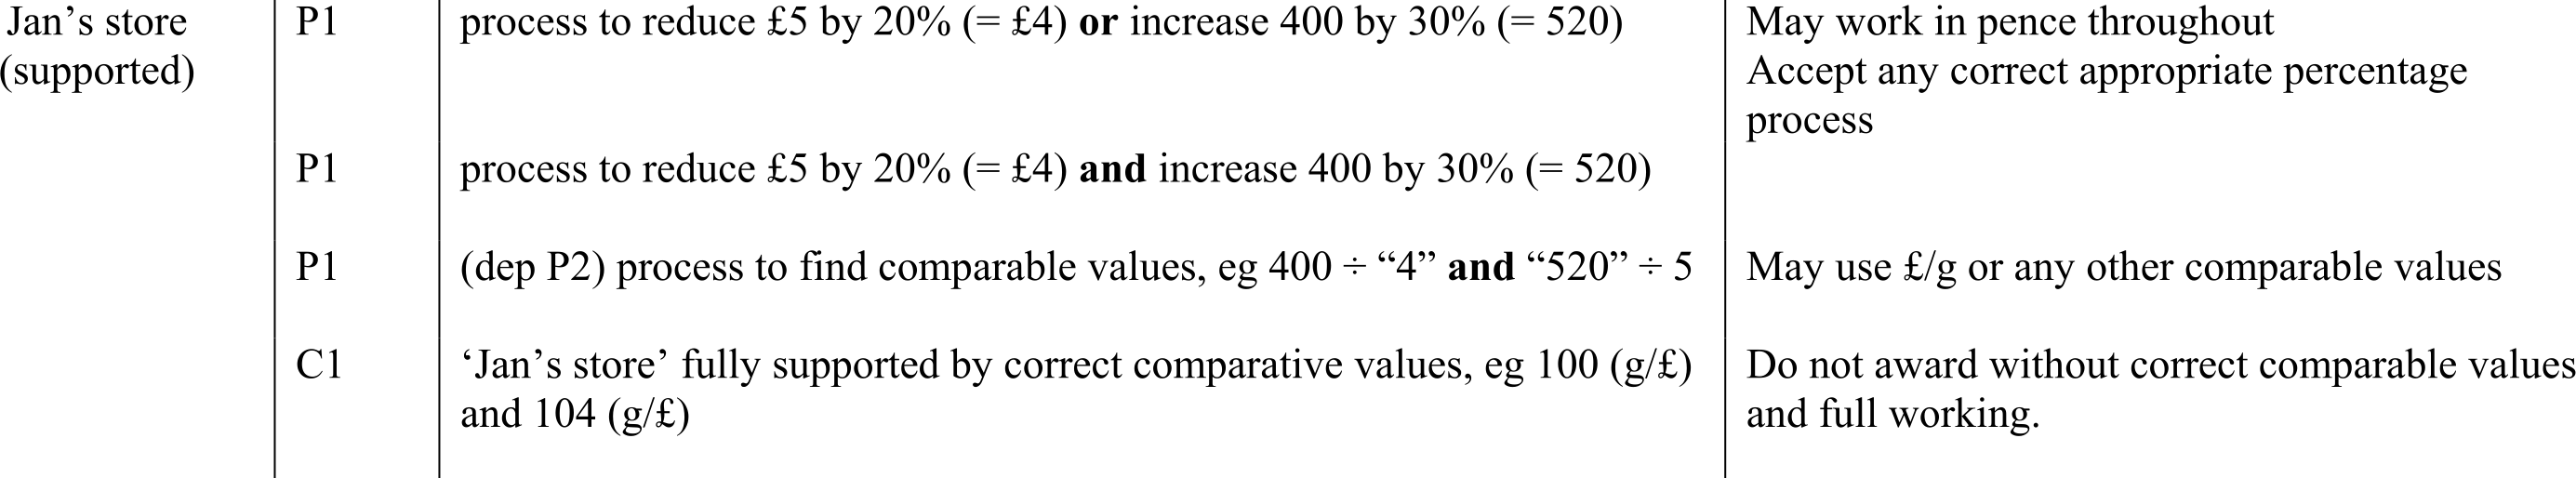 Jan’s store
(supported)
P1
process to reduce £5 by 20% (= £4) or increase 400 by 30% (= 520)
May work in pence throughout
Accept any correct appropriate percentage
process
P1
process to reduce £5 by 20% (= £4) and increase 400 by 30% (= 520)
P1
(dep P2) process to find comparable values, eg 400 ÷ “4” and “520” ÷ 5
May use £/g or any other comparable values
C1
‘Jan’s store’ fully supported by correct comparative values, eg 100 (g/£)
and 104 (g/£)
Do not award without correct comparable values
and full working.